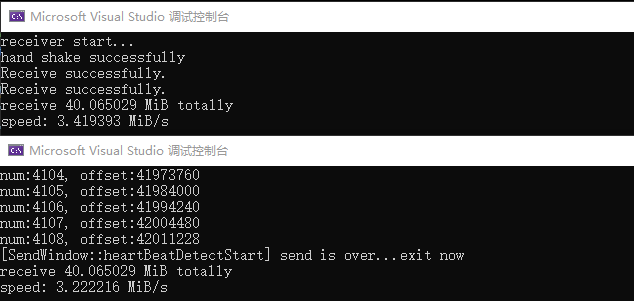 Microsoft Visual Studio 调试控制台
receiver start...
hand shake successfully
Receive successfully.
Receive successfully.
receive 40.065029 MiB totally
speed: 3.419393 MiB/s
Microsoft Visual Studio 调试控制台
num:4104, offset:41973760
num:4105, offset:41984000
num:4106, offset:41994240
num:4107, offset:42004480
num:4108, offset:42011228
[SendWindow::heartBeatDetectStart] send is over...exit now
receive 40.065029 MiB totally
speed: 3.222216 MiB/s